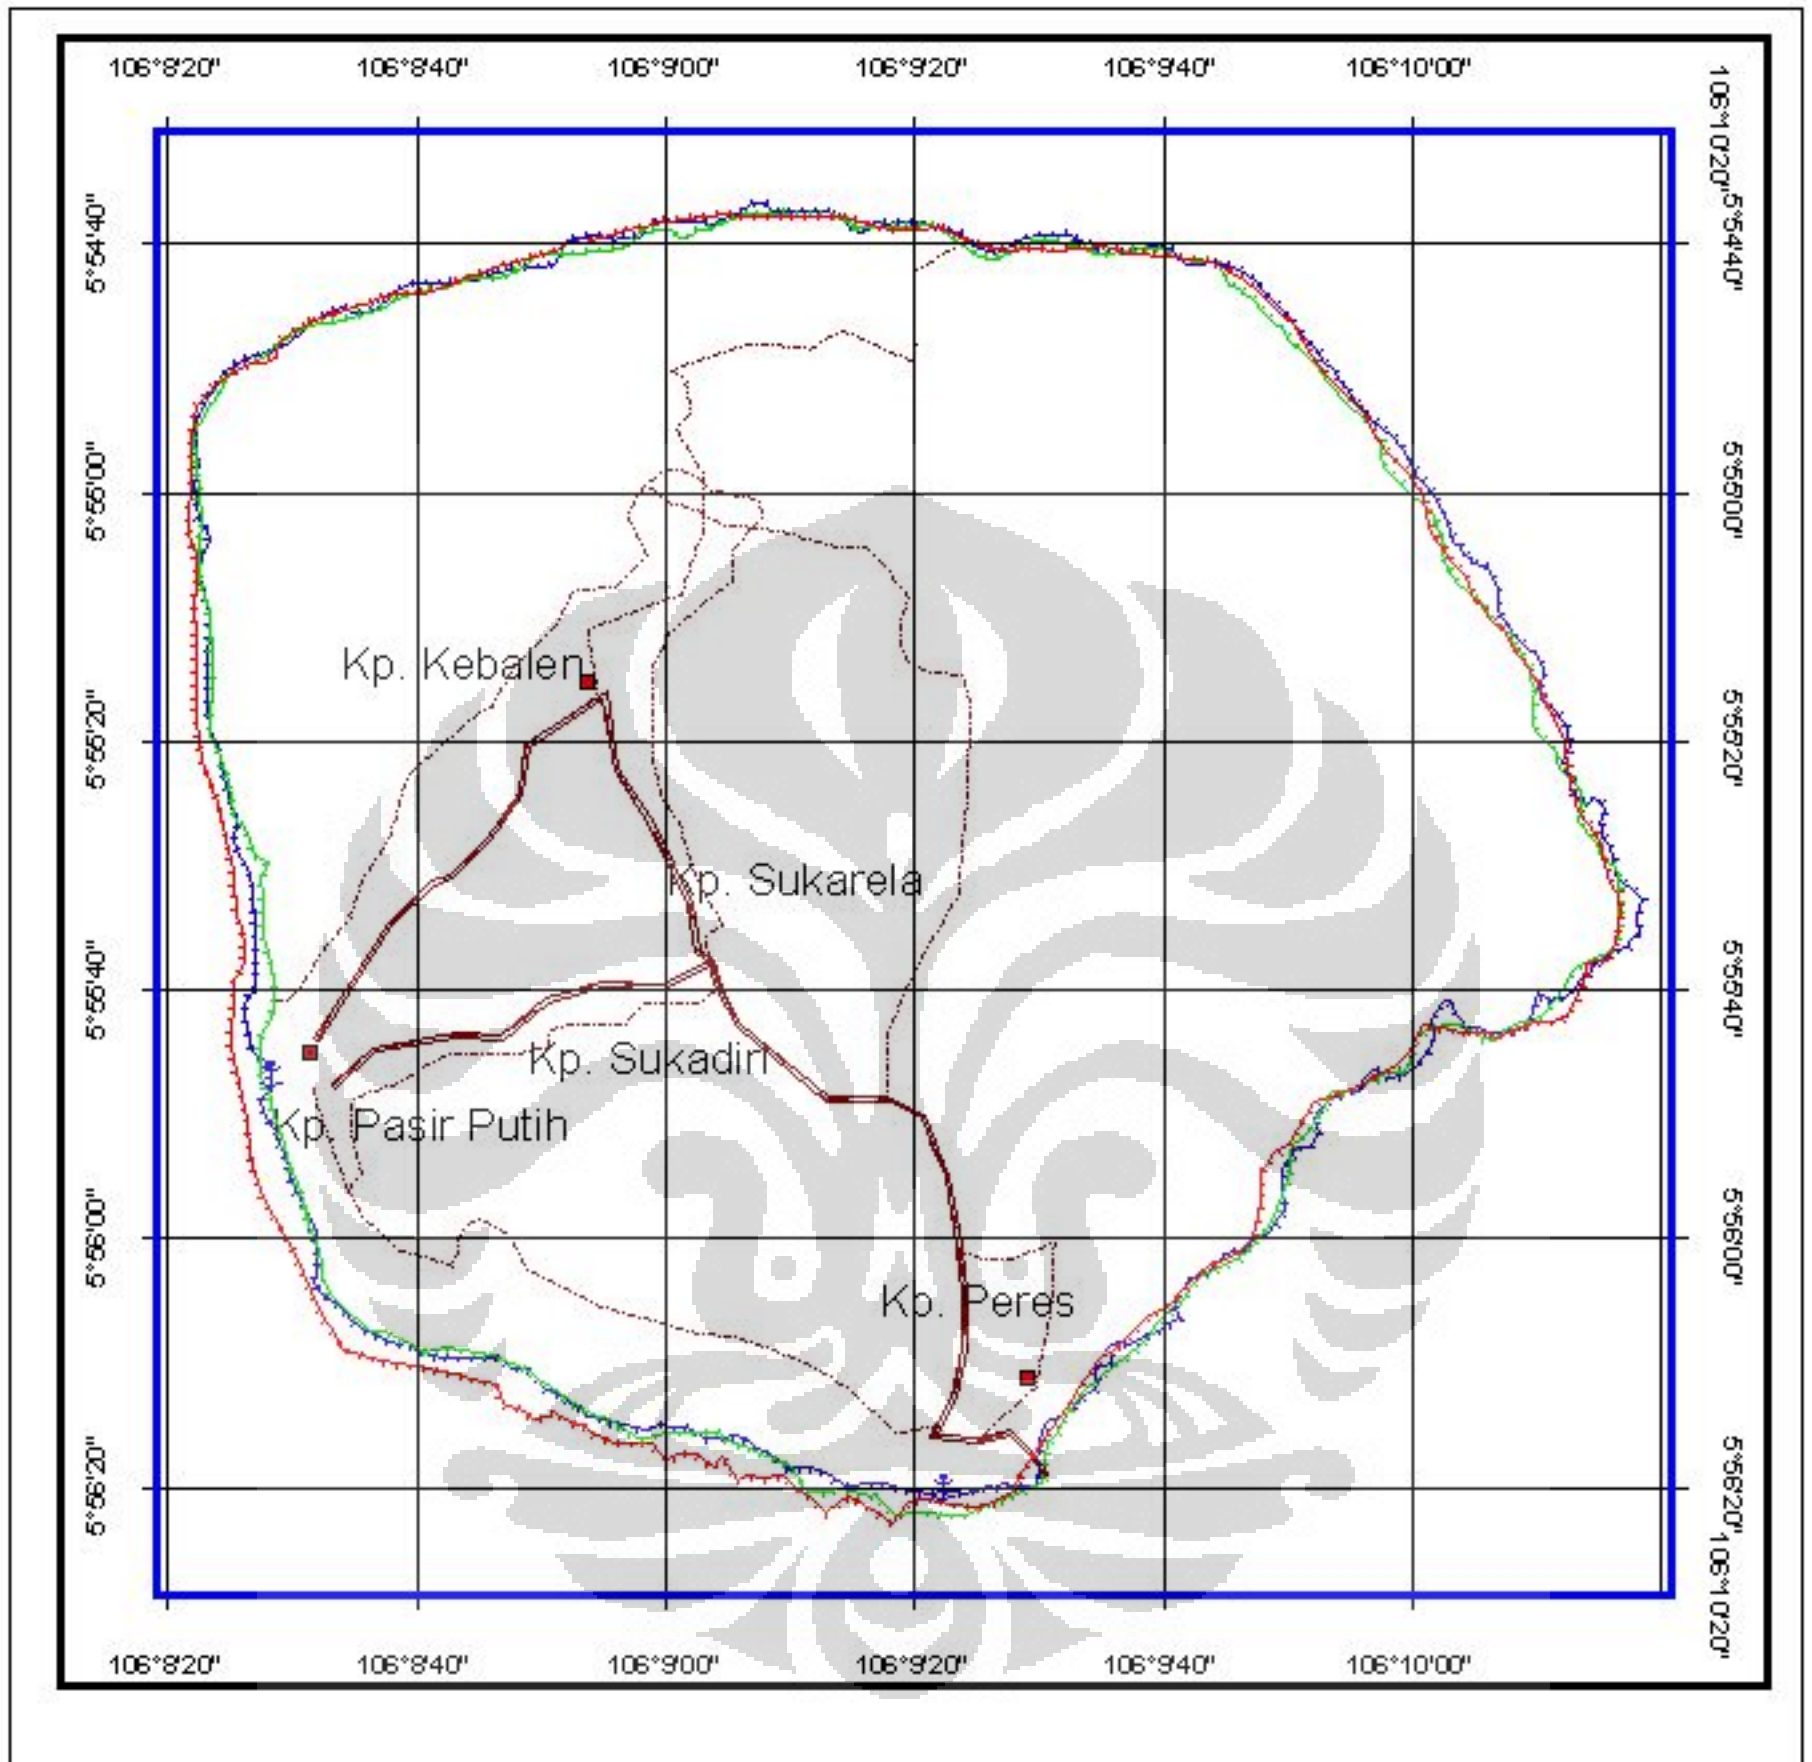 106°8'20" 106°8'40" 106°9'00" 106°9'20" 106°9'40" 106°10'00"
106°10'20"
5°54'40" 5°54'40"
5°55'00" 5°55'00"
Kp. Kebalen
5°55'20" 5°55'20"
Kp. Sukarela
5°55'40" 5°55'40"
Kp. Sukadiri
Kp. Pasir Putih
5°56'00" 5°56'00"
Kp. Peres
5°56'20" 5°56'20"
106°10'20"
106°8'20" 106°8'40" 106°9'00" 106°9'20" 106°9'40" 106°10'00"